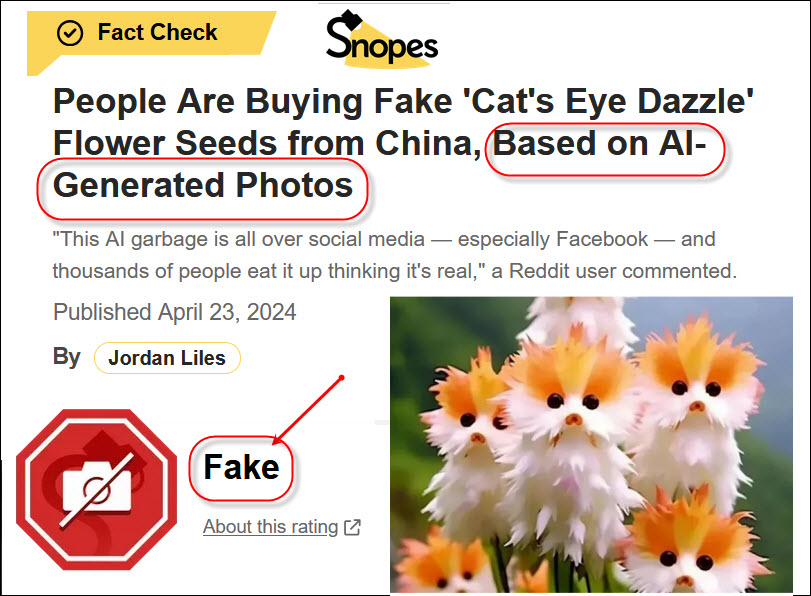 Fact Check
Snopes
People Are Buying Fake 'Cat's Eye Dazzle'
Flower Seeds from China, Based on AI-
Generated Photos
"This AI garbage is all over social media — especially Facebook — and
thousands of people eat it up thinking it's real," a Reddit user commented.
Published April 23, 2024
By Jordan Liles
Fake
About this rating